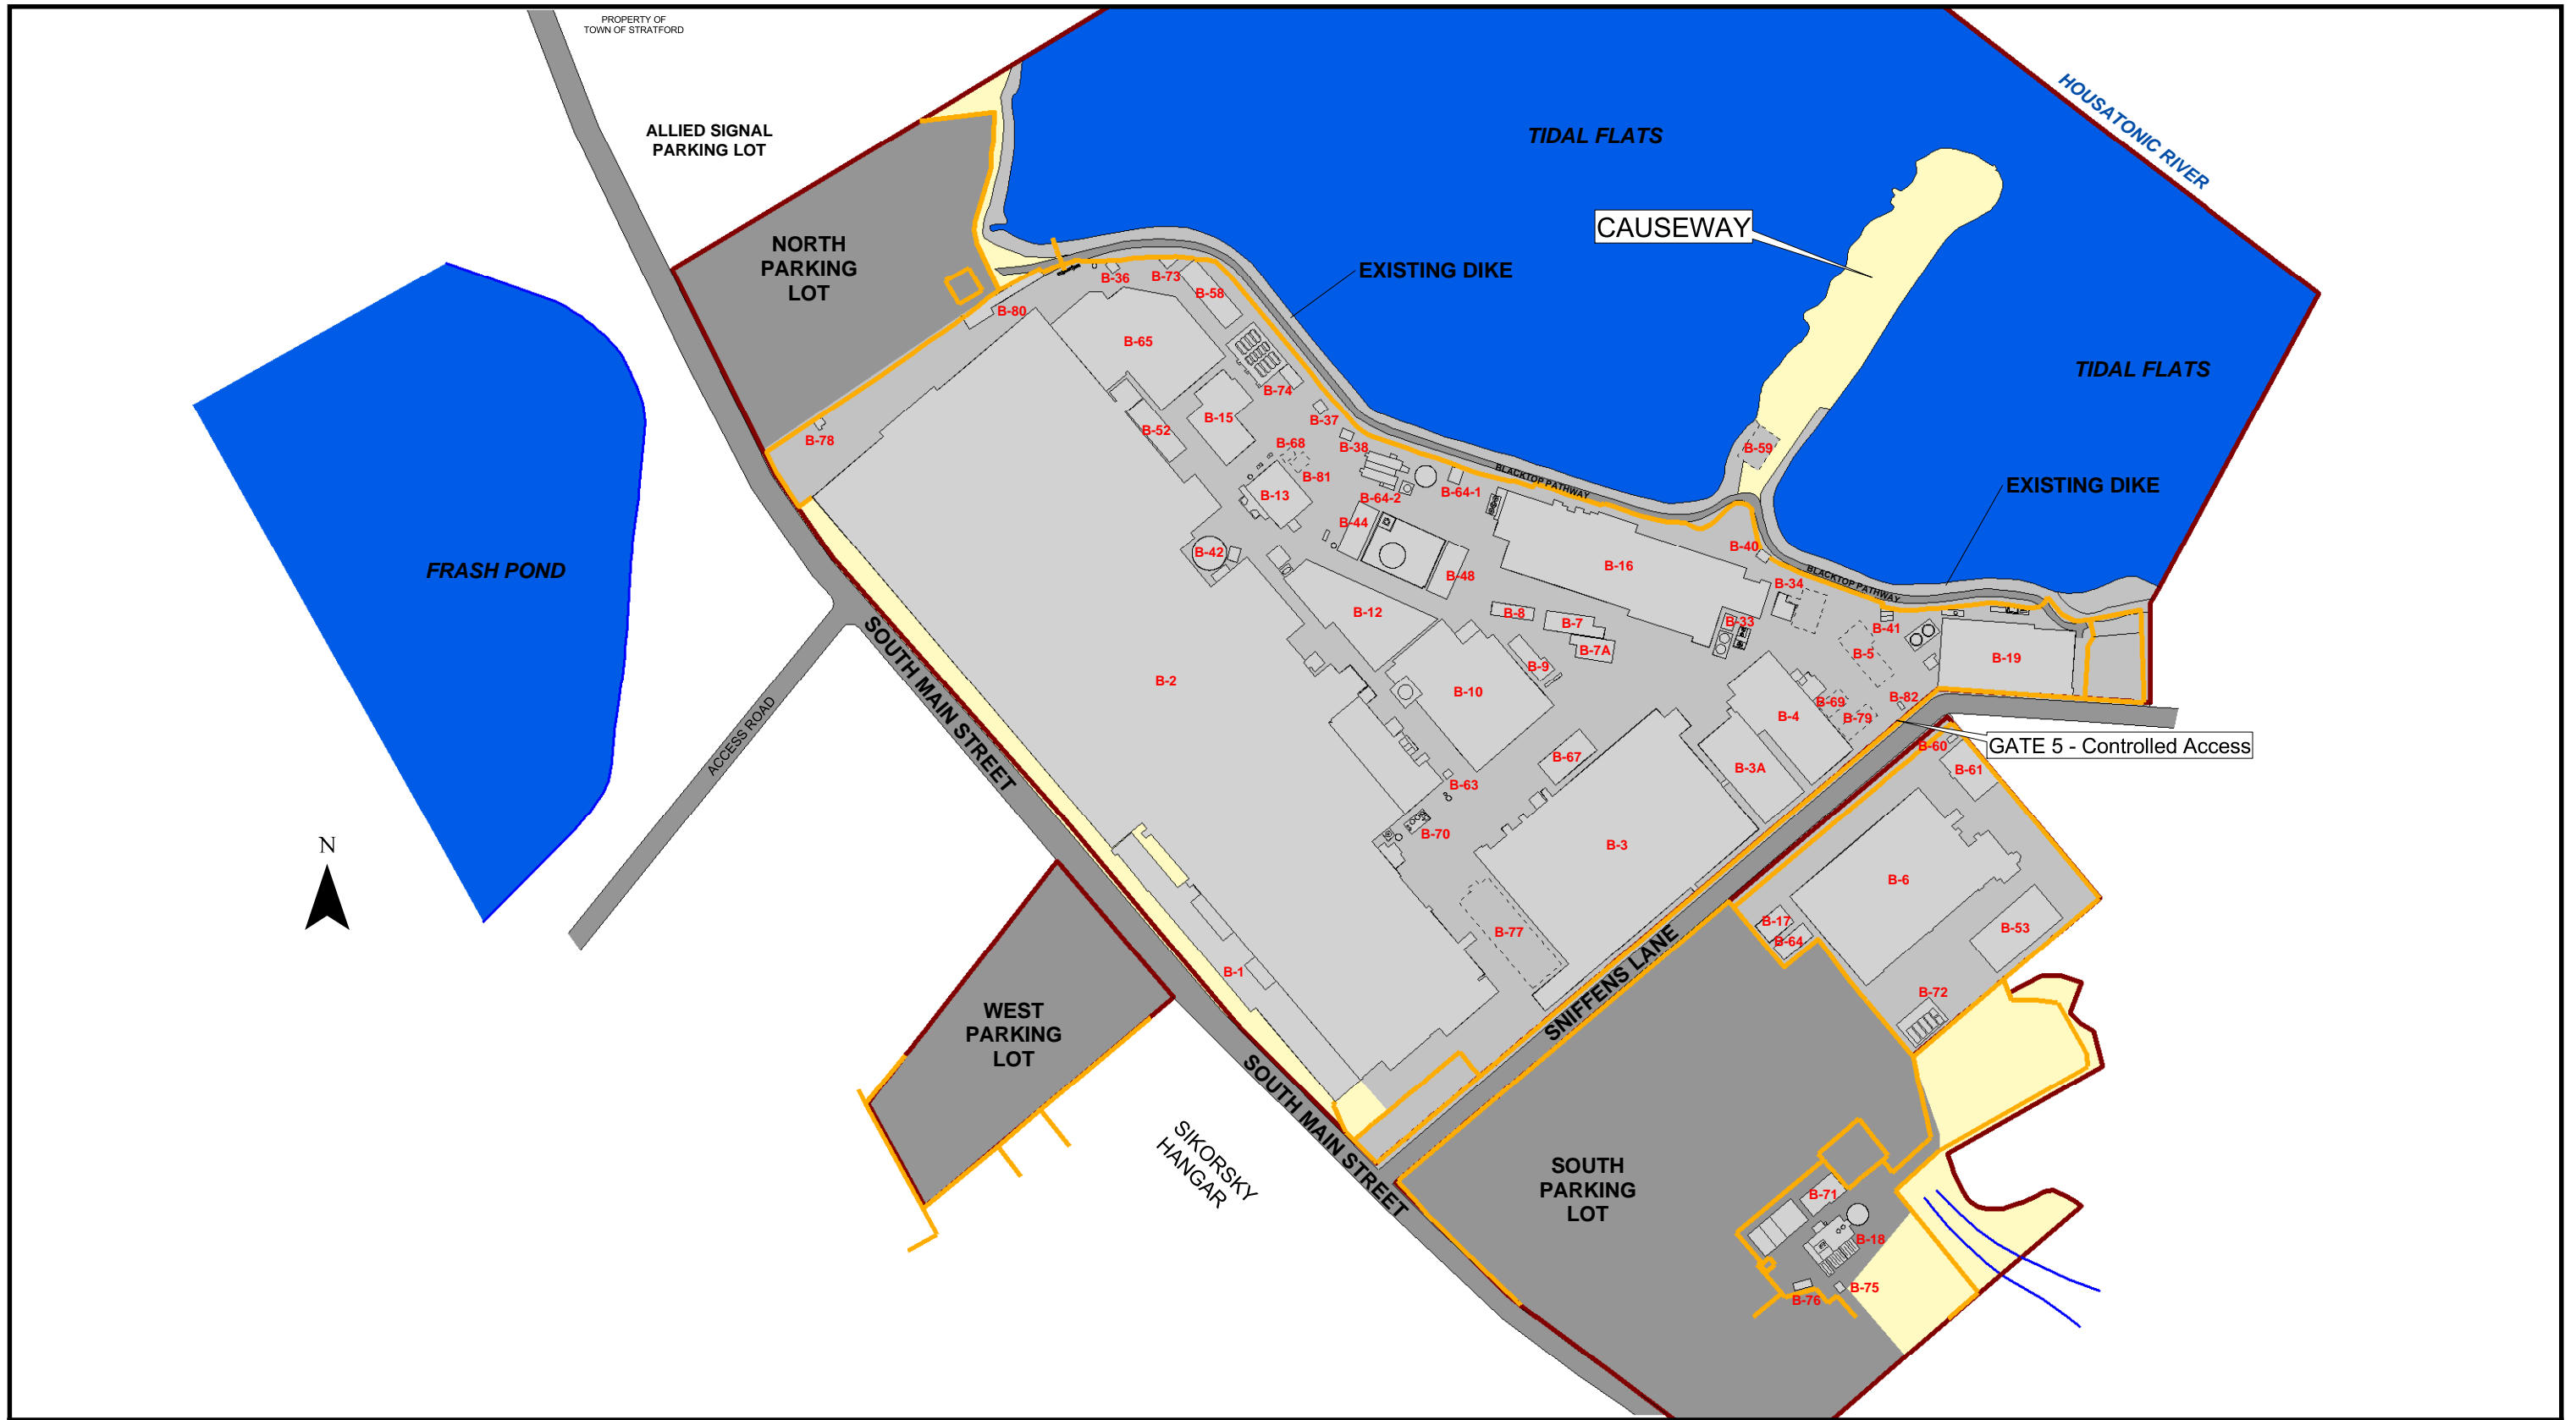 PROPERTY OF
TOWN OF STRATFORD
ALLIED SIGNAL
PARKING LOT
HOUSATONIC RIVER
TIDAL FLATS
CAUSEWAY
NORTH
PARKING
LOT
EXISTING DIKE
B-36
B-73
B-58
B-80
B-65
TIDAL FLATS
B-74
B-15
B-37
B-52
B-78
B-68
B-38
B-59
B-81
BLACKTOP PATHWAY
EXISTING DIKE
B-13
B-64-2
B-64-1
B-44
B-42
B-40
B-16
FRASH POND
B-48
BLACKTOP PATHWAY
B-34
B-12
B-8
B-7
B-33
B-41
B-7A
B-5
B-19
B-9
B-2
B-10
B-82
B-69
B-4
B-79
SOUTH MAIN STREET
ACCESS ROAD
B-60
GATE 5 - Controlled Access
B-67
B-3A
B-61
B-63
B-70
B-3
N
B-6
B-17
B-53
B-77
B-64
B-1
SNIFFENS LANE
B-72
WEST
PARKING
LOT
SOUTH MAIN STREET
SIKORSKY
HANGAR
SOUTH
PARKING
LOT
B-71
B-18
B-75
B-76